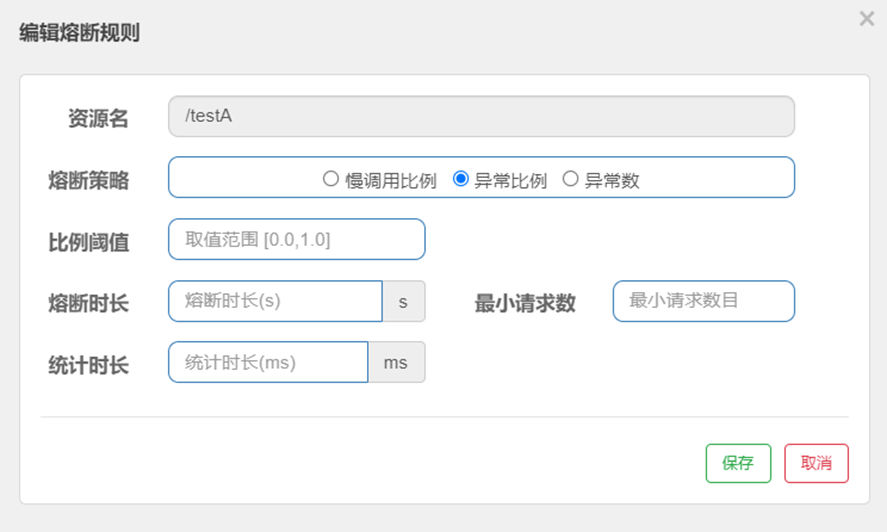 编辑熔断规则 ×
资源名 /testA
熔断策略 慢调用比例 异常比例 异常数
比例阈值 取值范围 [0.0,1.0]
熔断时长 熔断时长(s) s 最小请求数 最小请求数目
统计时长 统计时长(ms) ms
保存 取消